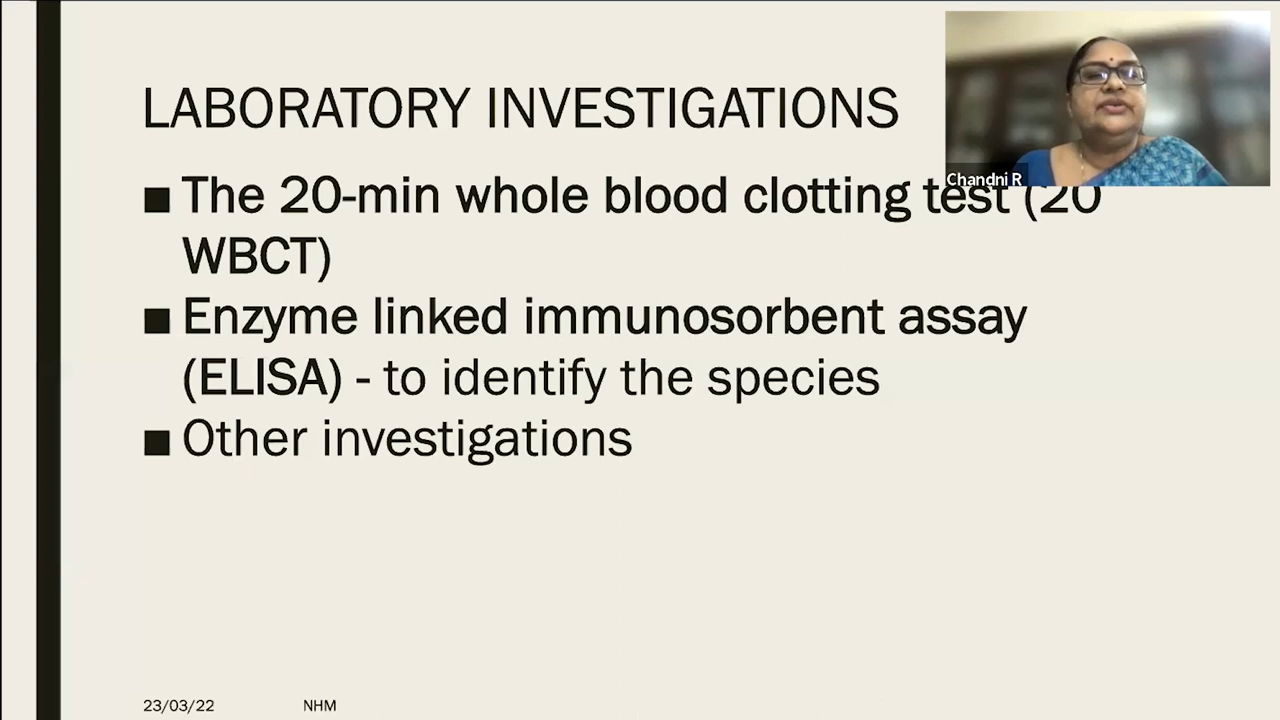 LABORATORY INVESTIGATIONS
Chandni R
■ The 20-min whole blood clotting test (20
WBCT)
■ Enzyme linked immunosorbent assay
(ELISA) - to identify the species
■ Other investigations
23/03/22 NHM